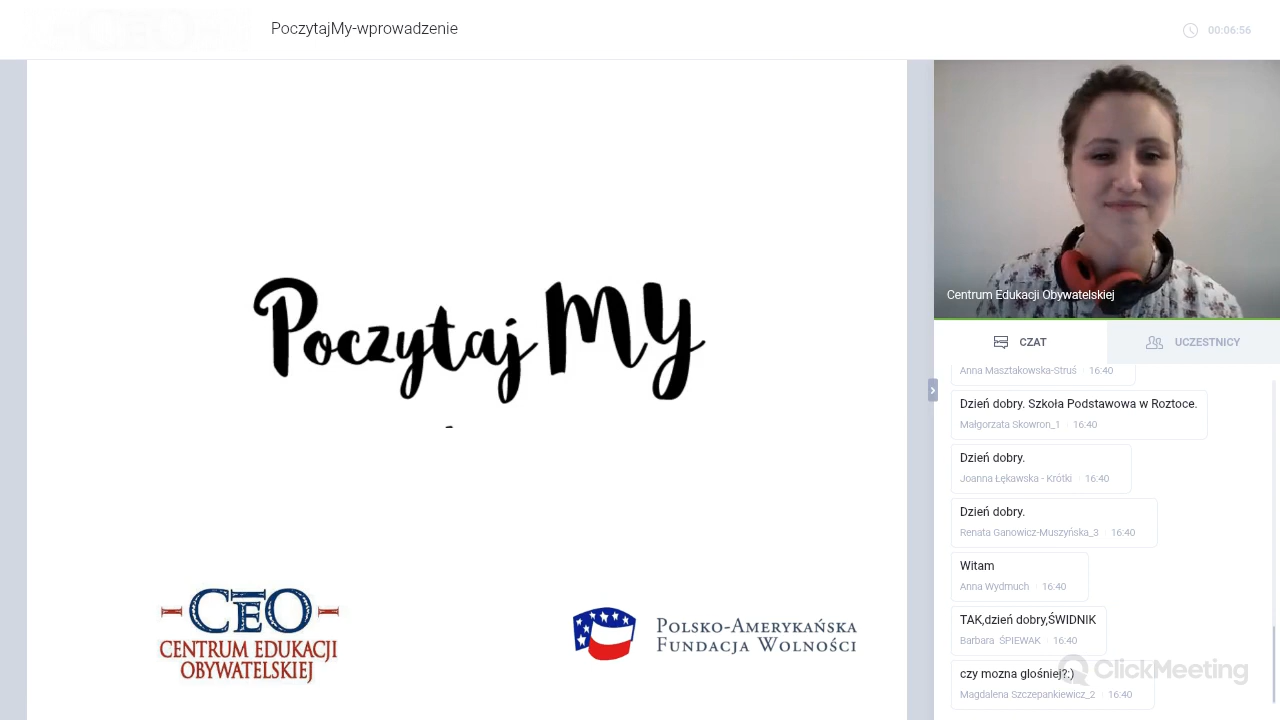 PoczytajMy-wprowadzenie
00:06:56
Poczytaj MY
CEO
CENTRUM EDUKACJI
OBYWATELSKIEJ
POLSKO-AMERYKAŃSKA
FUNDACJA WOLNOŚCI
Centrum Edukacji Obywatelskiej
CZAT
UCZESTNICY
Anna Masztakowska-Struś 16:40
Dzień dobry. Szkoła Podstawowa w Roztoce.
Małgorzata Skowron_1 16:40
Dzień dobry.
Joanna Łękawska - Krótki 16:40
Dzień dobry.
Renata Ganowicz-Muszyńska_3 16:40
Witam
Anna Wydmuch 16:40
TAK,dzień dobry,ŚWIDNIK
Barbara ŚPIEWAK 16:40
czy mozna glośniej?:)
Magdalena Szczepankiewicz_2 16:40
ClickMeeting